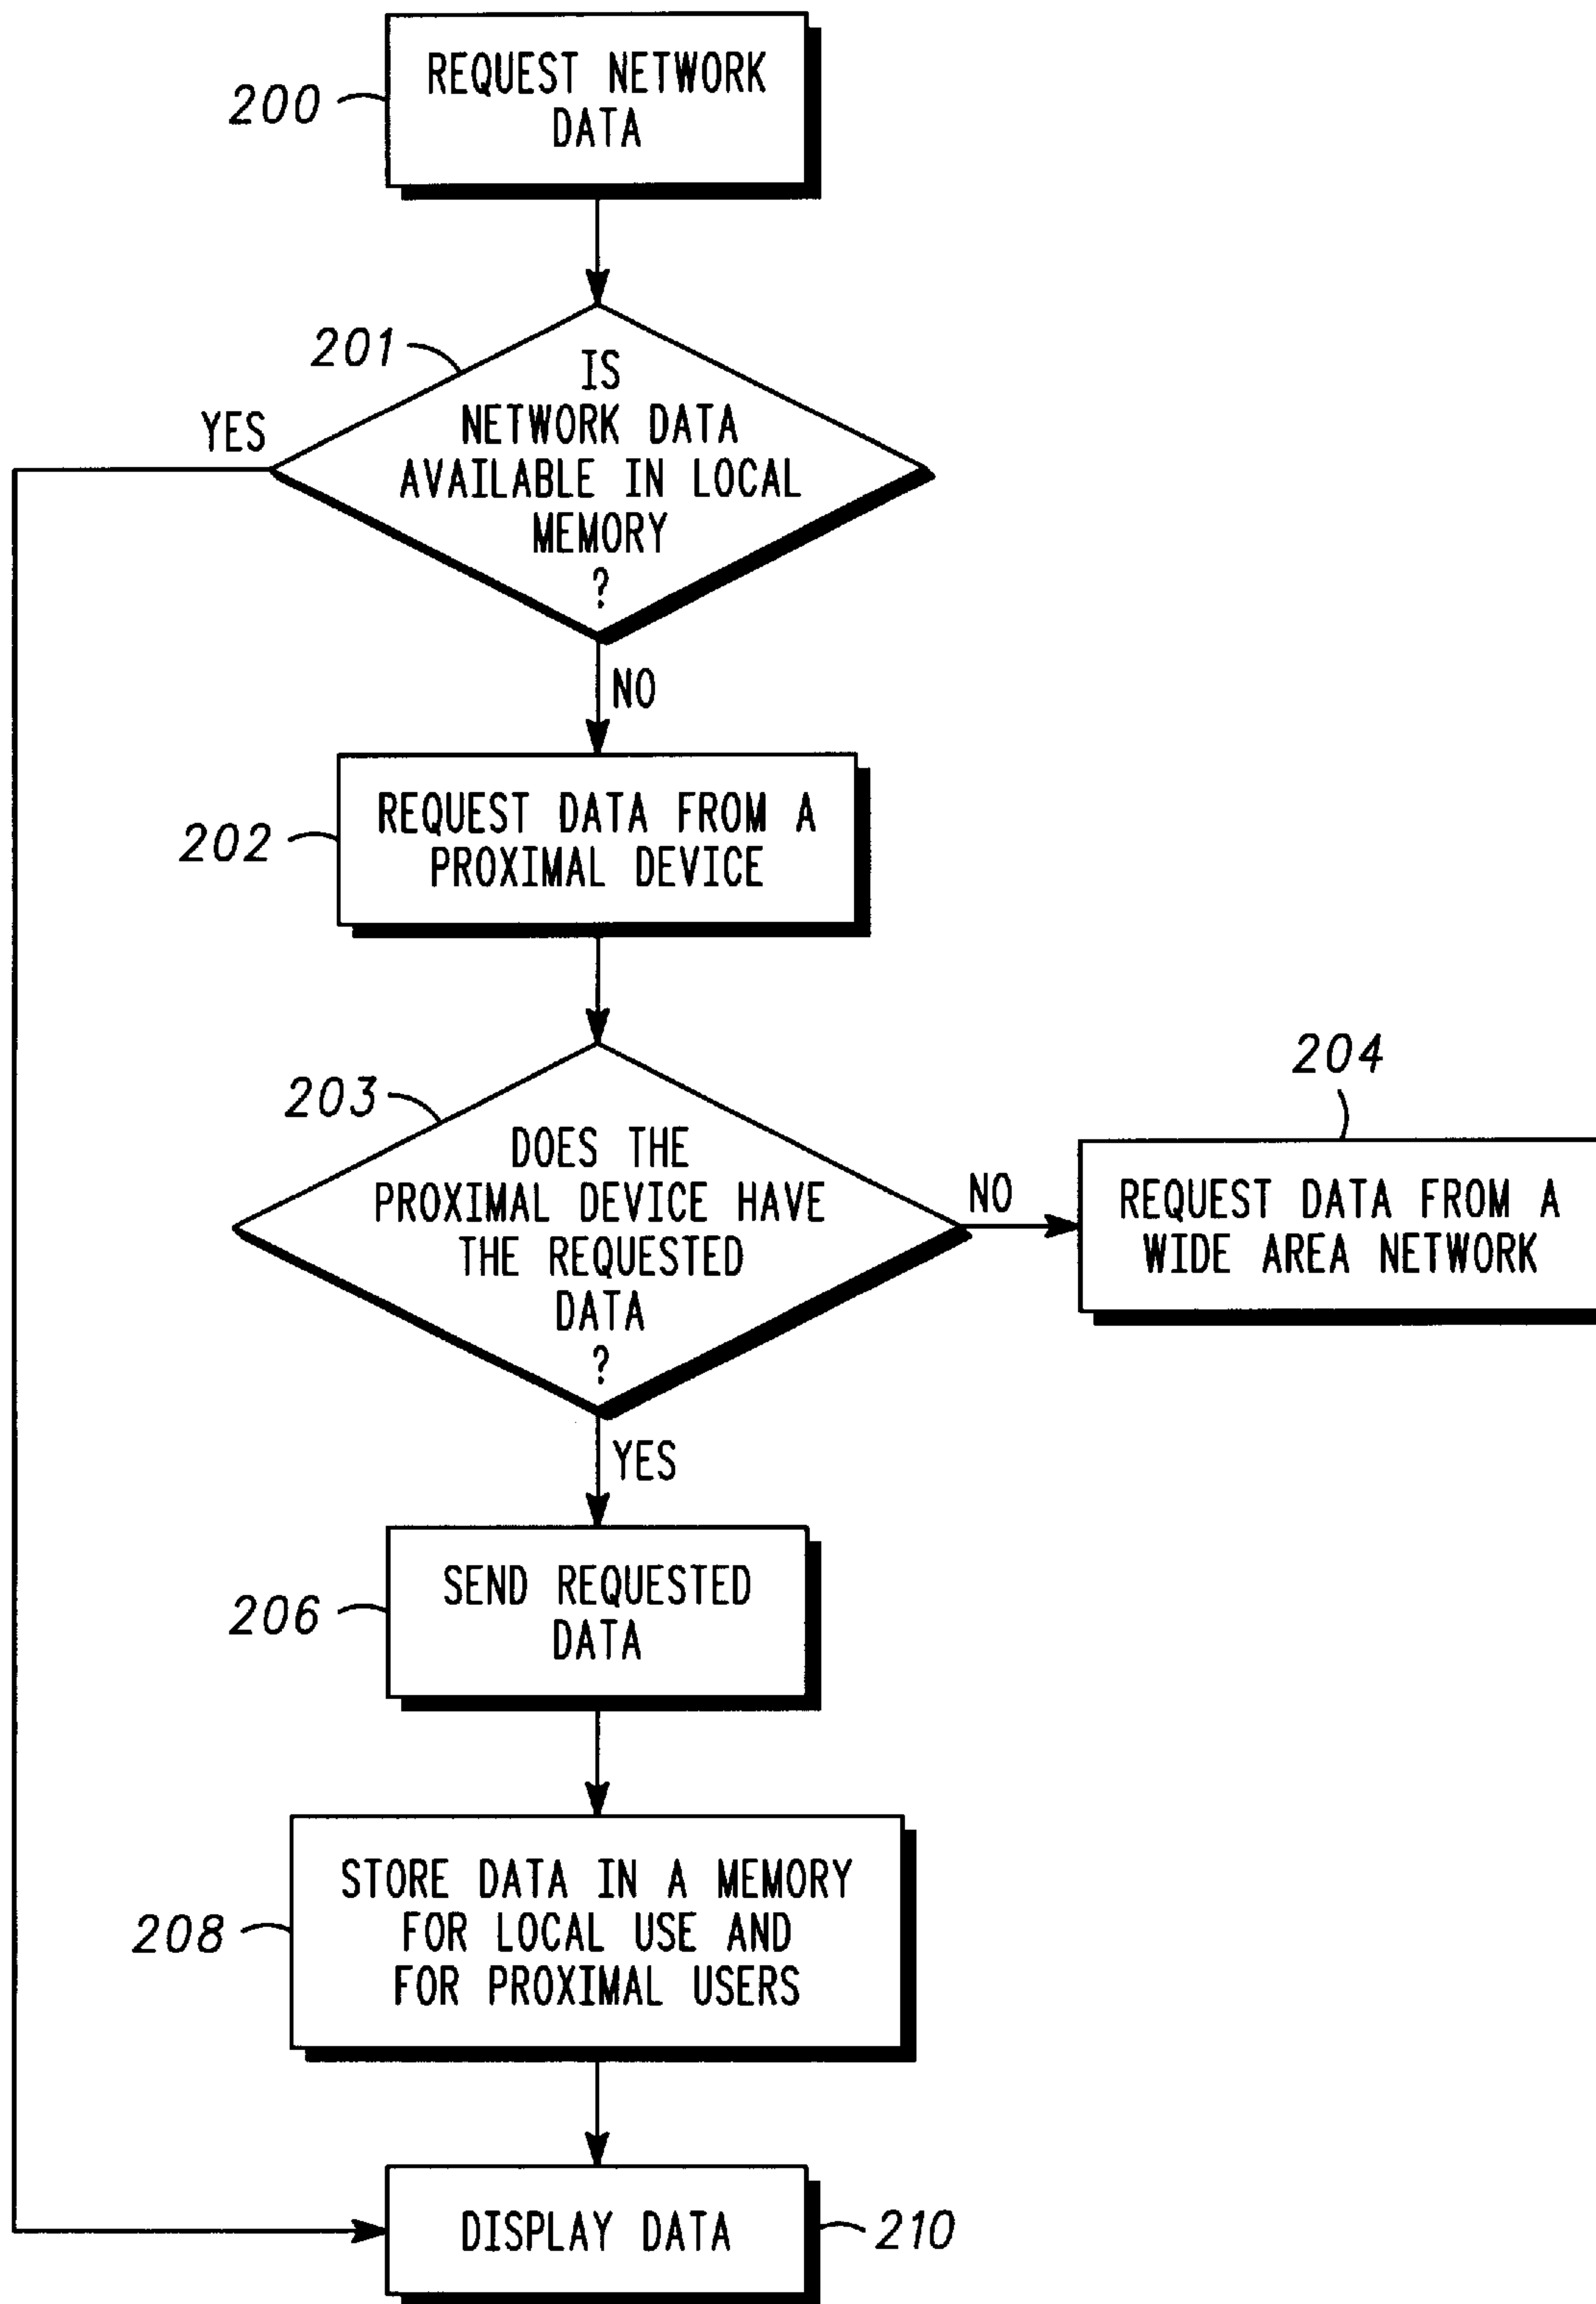 REQUEST NETWORK
DATA
200
201
IS
NETWORK DATA
AVAILABLE IN LOCAL
MEMORY
?
YES
NO
REQUEST DATA FROM A
PROXIMAL DEVICE
202
203
DOES THE
PROXIMAL DEVICE HAVE
THE REQUESTED
DATA
?
NO
204
REQUEST DATA FROM A
WIDE AREA NETWORK
YES
SEND REQUESTED
DATA
206
STORE DATA IN A MEMORY
FOR LOCAL USE AND
FOR PROXIMAL USERS
208
DISPLAY DATA
210